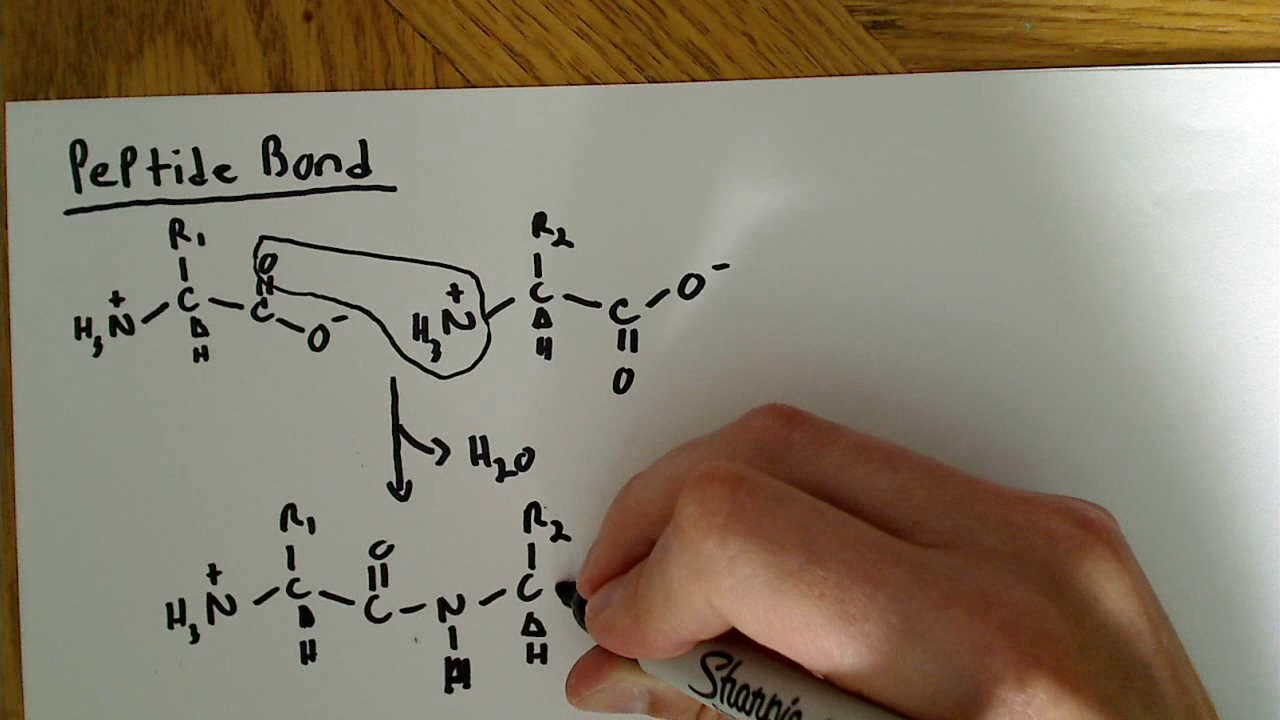 Peptide Bond
R1 R2
H3N+ - C - C = O O- H3N+ - C - C - O-
H H O
H2O
R1 O R2
H3N+ - C - C - N - C
H H H
Sharpie